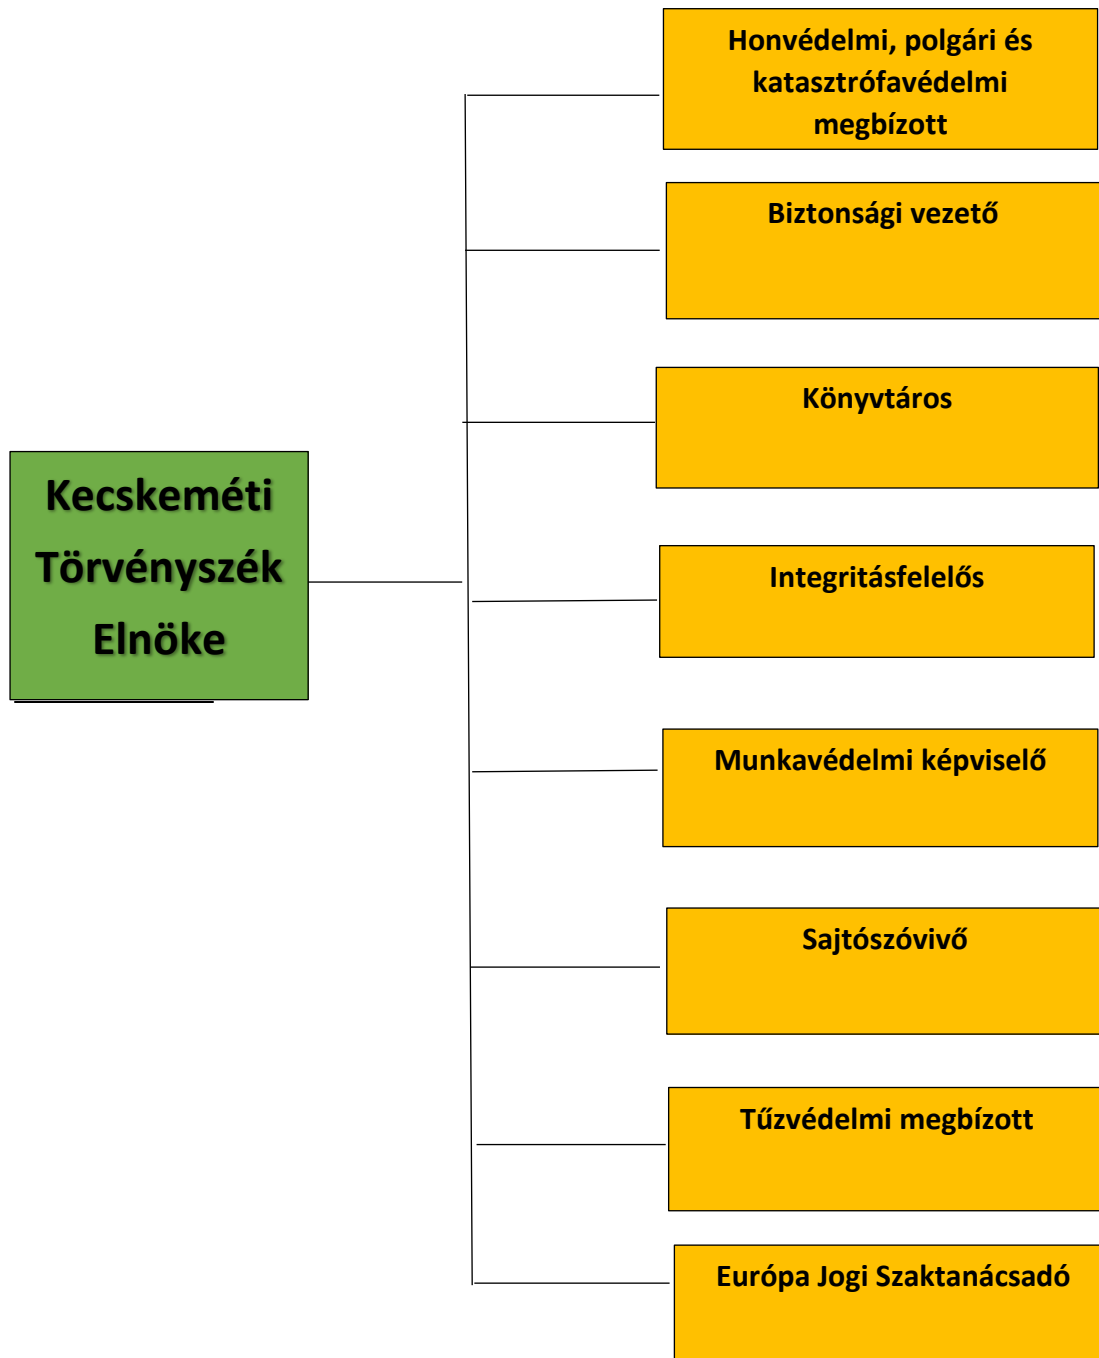 Honvédelmi, polgári és
katasztrófavédelmi
megbízott
Biztonsági vezető
Könyvtáros
Kecskeméti
Törvényszék
Elnöke
Integritásfelelős
Munkavédelmi képviselő
Sajtószóvivő
Tűzvédelmi megbízott
Európa Jogi Szaktanácsadó